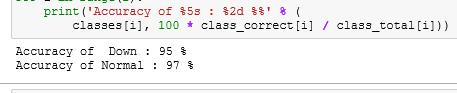 print('Accuracy of %5s : %2d %%' % (
classes[i], 100 * class_correct[i] / class_total[i]))
Accuracy of  Down : 95 %
Accuracy of Normal : 97 %